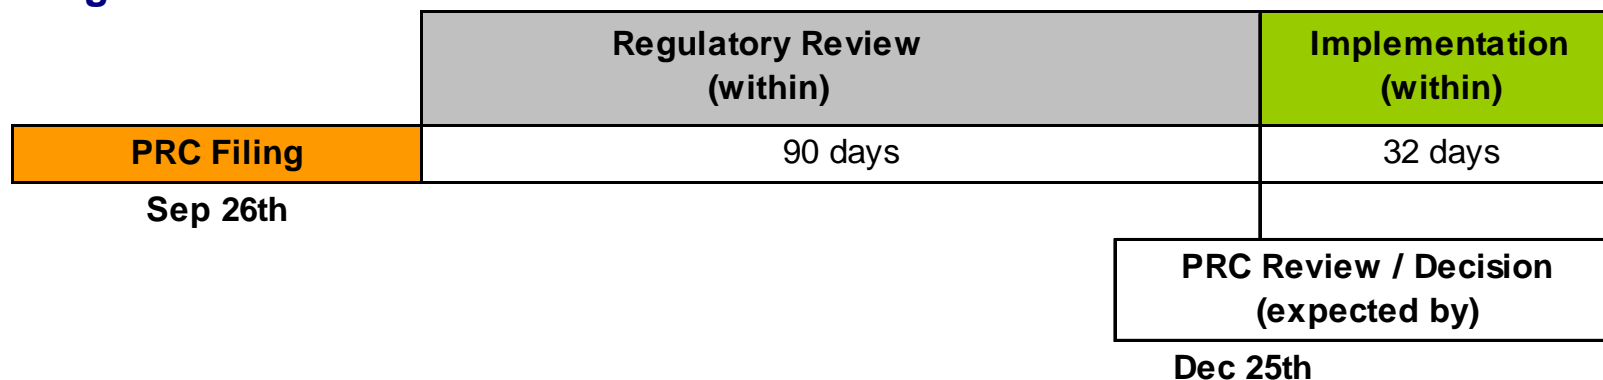 Regulatory Review
(within)
Implementation
(within)
PRC Filing
90 days
32 days
Sep 26th
PRC Review / Decision
(expected by)
Dec 25th